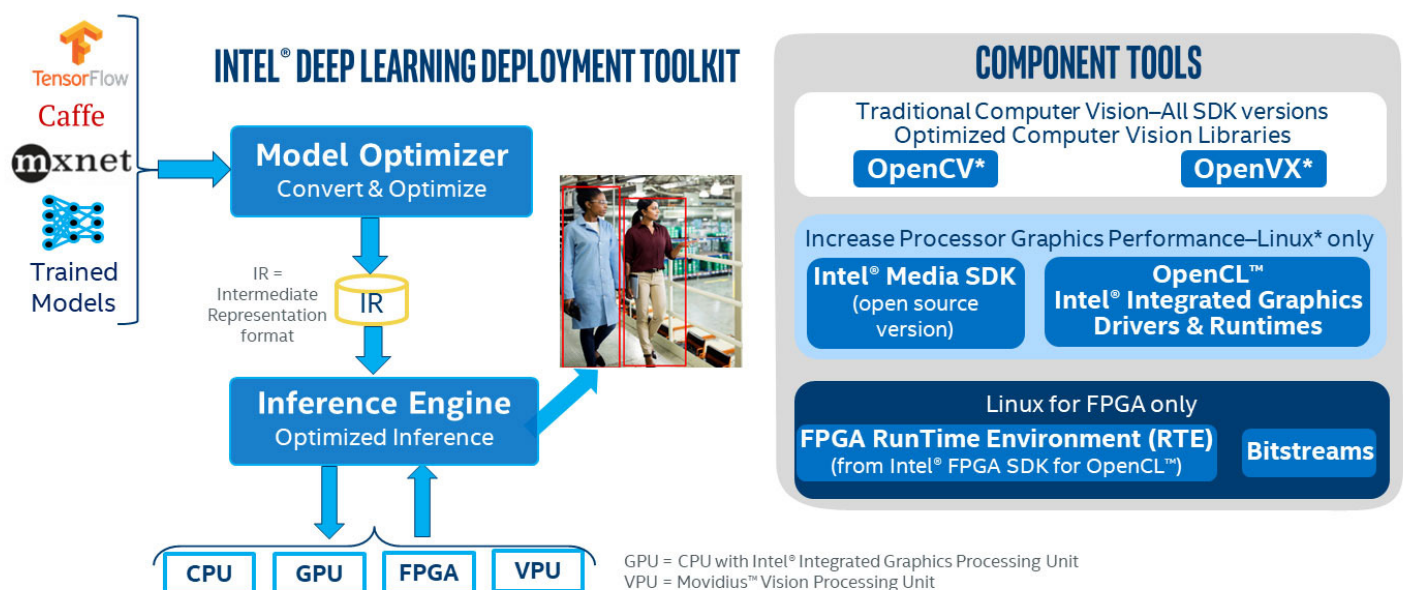 TensorFlow
Caffe
mxnet
Trained
Models
INTEL® DEEP LEARNING DEPLOYMENT TOOLKIT
Model Optimizer
Convert & Optimize
IR =
Intermediate
Representation
format
IR
Inference Engine
Optimized Inference
CPU
GPU
FPGA
VPU
GPU = CPU with Intel® Integrated Graphics Processing Unit
VPU = Movidius™ Vision Processing Unit
COMPONENT TOOLS
Traditional Computer Vision–All SDK versions
Optimized Computer Vision Libraries
OpenCV*
OpenVX*
Increase Processor Graphics Performance–Linux* only
Intel® Media SDK
(open source
version)
OpenCL™
Intel® Integrated Graphics
Drivers & Runtimes
Linux for FPGA only
FPGA RunTime Environment (RTE)
(from Intel® FPGA SDK for OpenCL™)
Bitstreams